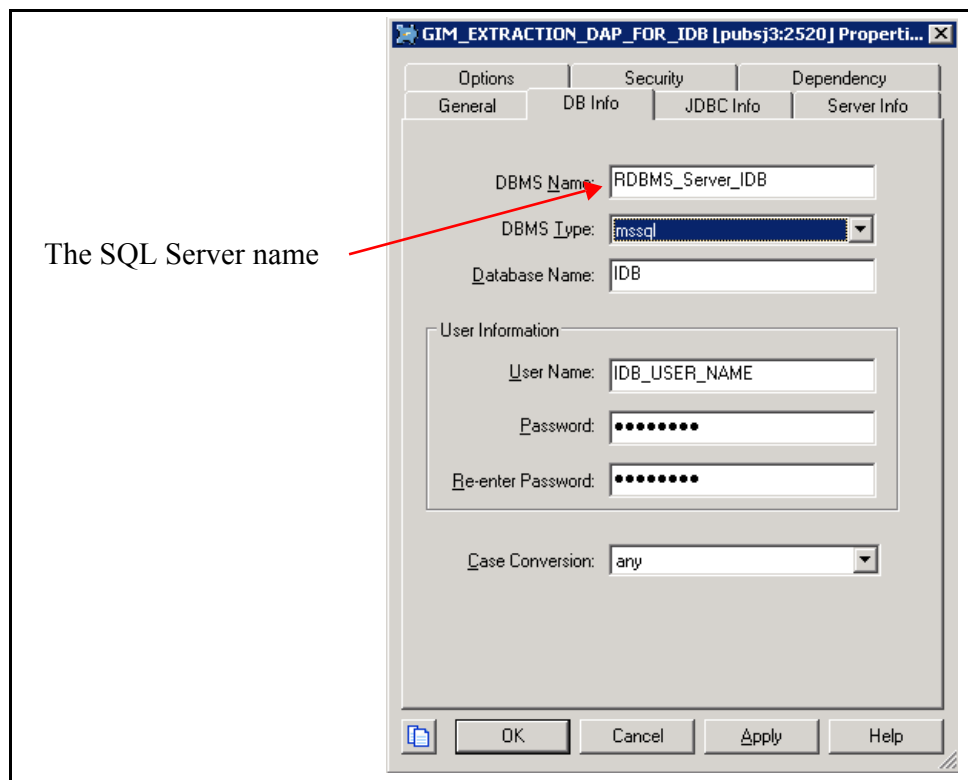 GIM_EXTRACTION_DAP_FOR_IDB [pubsj3:2520] Properti...
Options Security Dependency
General DB Info JDBC Info Server Info
DBMS Name: RDBMS_Server_IDB
DBMS Type: mssql
The SQL Server name
Database Name: IDB
User Information
User Name: IDB_USER_NAME
Password: ••••••••
Re-enter Password: ••••••••
Case Conversion: any
OK Cancel Apply Help